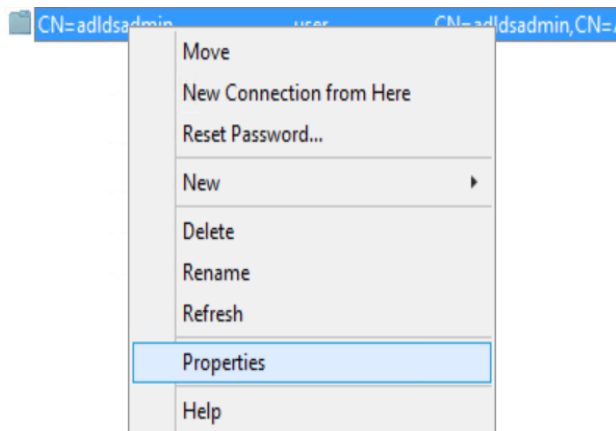 CN=adldsadmin user CN=adldsadmin,CN=
Move
New Connection from Here
Reset Password...
New
Delete
Rename
Refresh
Properties
Help